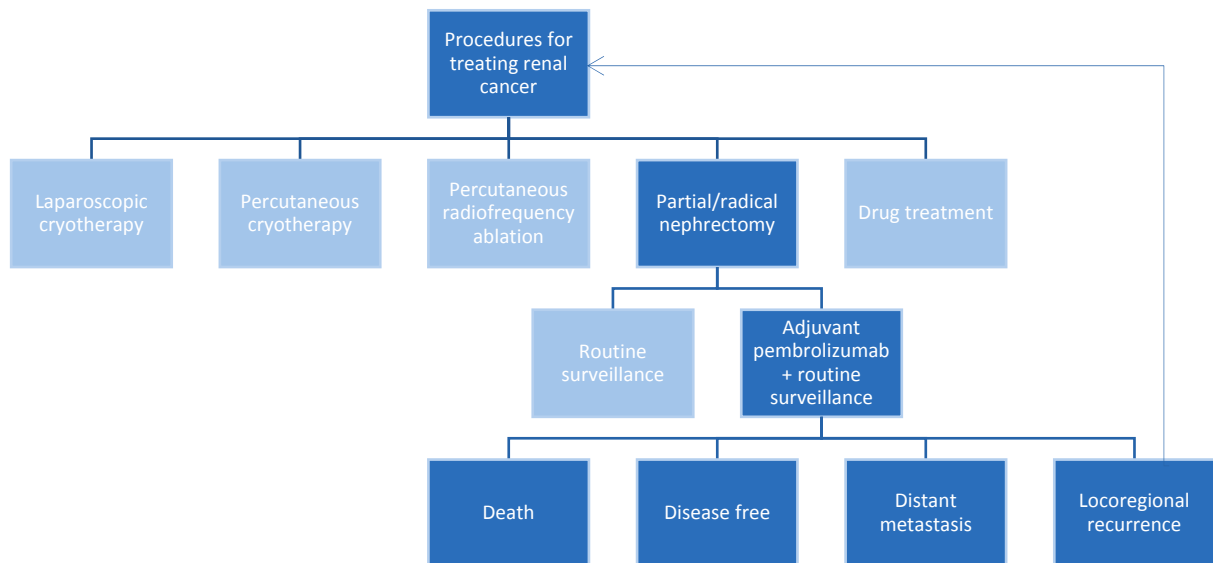 Procedures for
treating renal
cancer
Laparoscopic
cryotherapy
Percutaneous
cryotherapy
Percutaneous
radiofrequency
ablation
Partial/radical
nephrectomy
Drug treatment
Routine
surveillance
Adjuvant
pembrolizumab
+ routine
surveillance
Death
Disease free
Distant
metastasis
Locoregional
recurrence